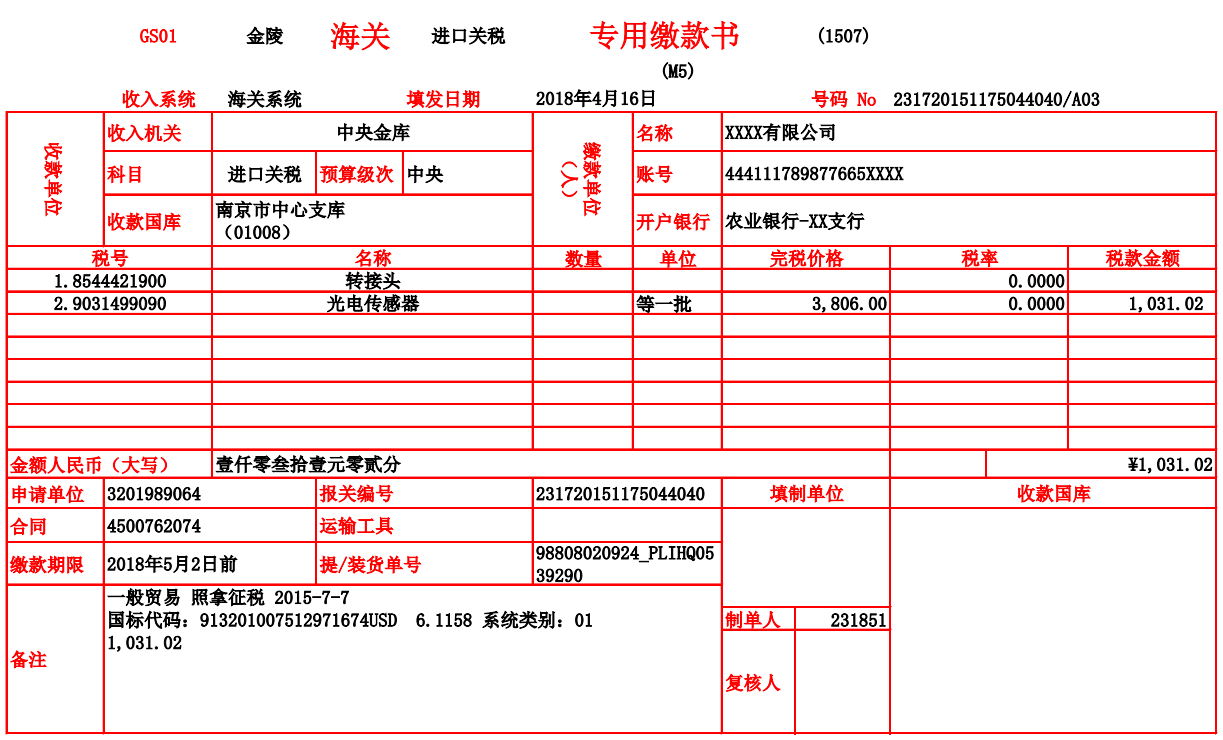 GS01 金陵 海关 进口关税 专用缴款书 (1507)
(M5)
收入系统 海关系统 填发日期 2018年4月16日 号码 No 231720151175044040/A03
收款单位 收入机关 中央金库 缴款单位(人) 名称 XXXX有限公司
科目 进口关税 预算级次 中央 账号 444111789877665XXXX
收款国库 南京市中心支库 (01008) 开户银行 农业银行-XX支行
税号 名称 数量 单位 完税价格 税率 税款金额
1.8544421900 转接头 0.0000
2.9031499090 光电传感器 等一批 3,806.00 0.0000 1,031.02
金额人民币（大写） 壹仟零叁拾壹元零贰分 ¥1,031.02
申请单位 3201989064 报关编号 231720151175044040 填制单位 收款国库
合同 4500762074 运输工具
缴款期限 2018年5月2日前 提/装货单号 98808020924_PLIHQ05
39290
备注 一般贸易 照拿征税 2015-7-7
国标代码：913201007512971674USD 6.1158 系统类别：01
1,031.02
制单人 231851
复核人